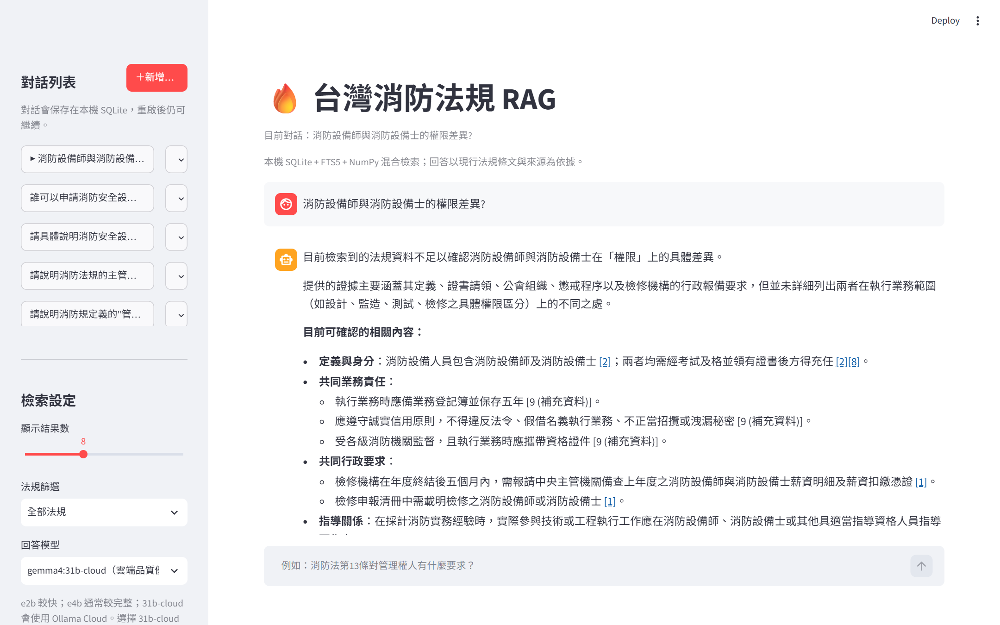 Deploy
對話列表
＋新增...
對話會保存在本機 SQLite，重啟後仍可
繼續。
▸ 消防設備師與消防設備...
誰可以申請消防安全設...
請具體說明消防安全設...
請說明消防法規的主管...
請說明消防規定義的"管...
檢索設定
顯示結果數
8
法規篩選
全部法規
回答模型
gemma4:31b-cloud（雲端品質優
e2b 較快；e4b 通常較完整；31b-cloud
會使用 Ollama Cloud。選擇 31b-cloud
台灣消防法規 RAG
目前對話：消防設備師與消防設備士的權限差異?
本機 SQLite + FTS5 + NumPy 混合檢索；回答以現行法規條文與來源為依據。
消防設備師與消防設備士的權限差異?
目前檢索到的法規資料不足以確認消防設備師與消防設備士在「權限」上的具體差異。
提供的證據主要涵蓋其定義、證書請領、公會組織、懲戒程序以及檢修機構的行政報備要求，但並未詳細列出兩者在執行業務範圍
（如設計、監造、測試、檢修之具體權限區分）上的不同之處。
目前可確認的相關內容：
• 定義與身分：消防設備人員包含消防設備師及消防設備士 [2]；兩者均需經考試及格並領有證書後方得充任 [2][8]。
• 共同業務責任：
◦ 執行業務時應備業務登記簿並保存五年 [9 (補充資料)]。
◦ 應遵守誠實信用原則，不得違反法令、假借名義執行業務、不正當招攬或洩漏秘密 [9 (補充資料)]。
◦ 受各級消防機關監督，且執行業務時應攜帶資格證件 [9 (補充資料)]。
• 共同行政要求：
◦ 檢修機構在年度終結後五個月內，需報請中央主管機關備查上年度之消防設備師與消防設備士薪資明細及薪資扣繳憑證 [1]。
◦ 檢修申報清冊中需載明檢修之消防設備師或消防設備士 [1]。
• 指導關係：在採計消防實務經驗時，實際參與技術或工程執行工作應在消防設備師、消防設備士或其他具適當指導資格人員指導
例如：消防法第13條對管理權人有什麼要求？